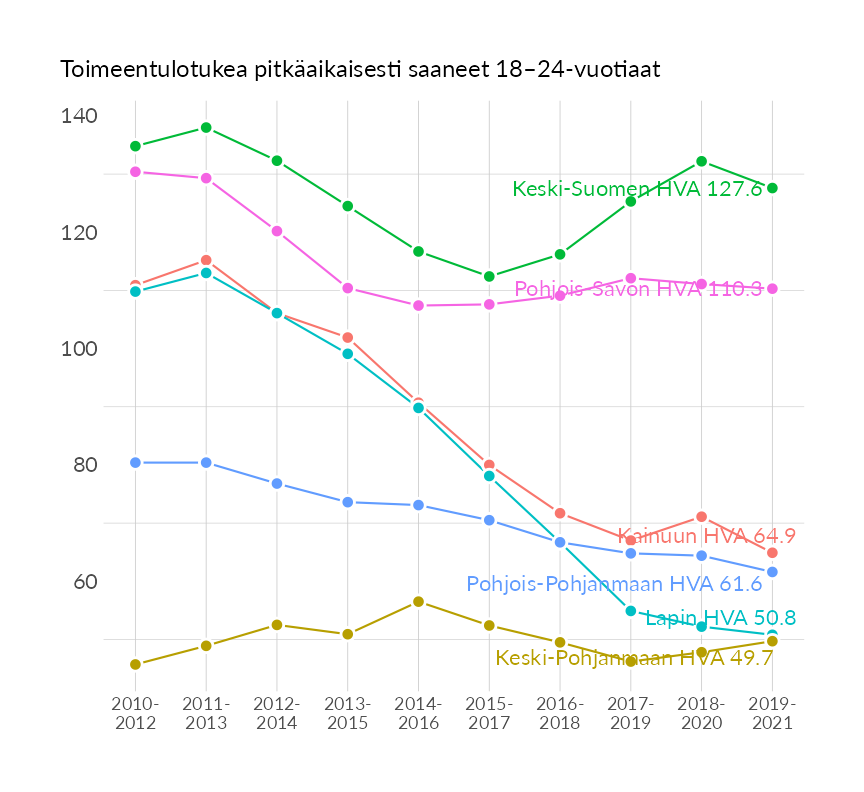 Toimeentulotukea pitkäaikaisesti saaneet 18–24-vuotiaat
140
120
100
80
60
Keski-Suomen HVA 127.6
Pohjois-Savon HVA 110.3
Kainuun HVA 64.9
Pohjois-Pohjanmaan HVA 61.6
Lapin HVA 50.8
Keski-Pohjanmaan HVA 49.7
2010- 2011- 2012- 2013- 2014- 2015- 2016- 2017- 2018- 2019-
2012 2013 2014 2015 2016 2017 2018 2019 2020 2021